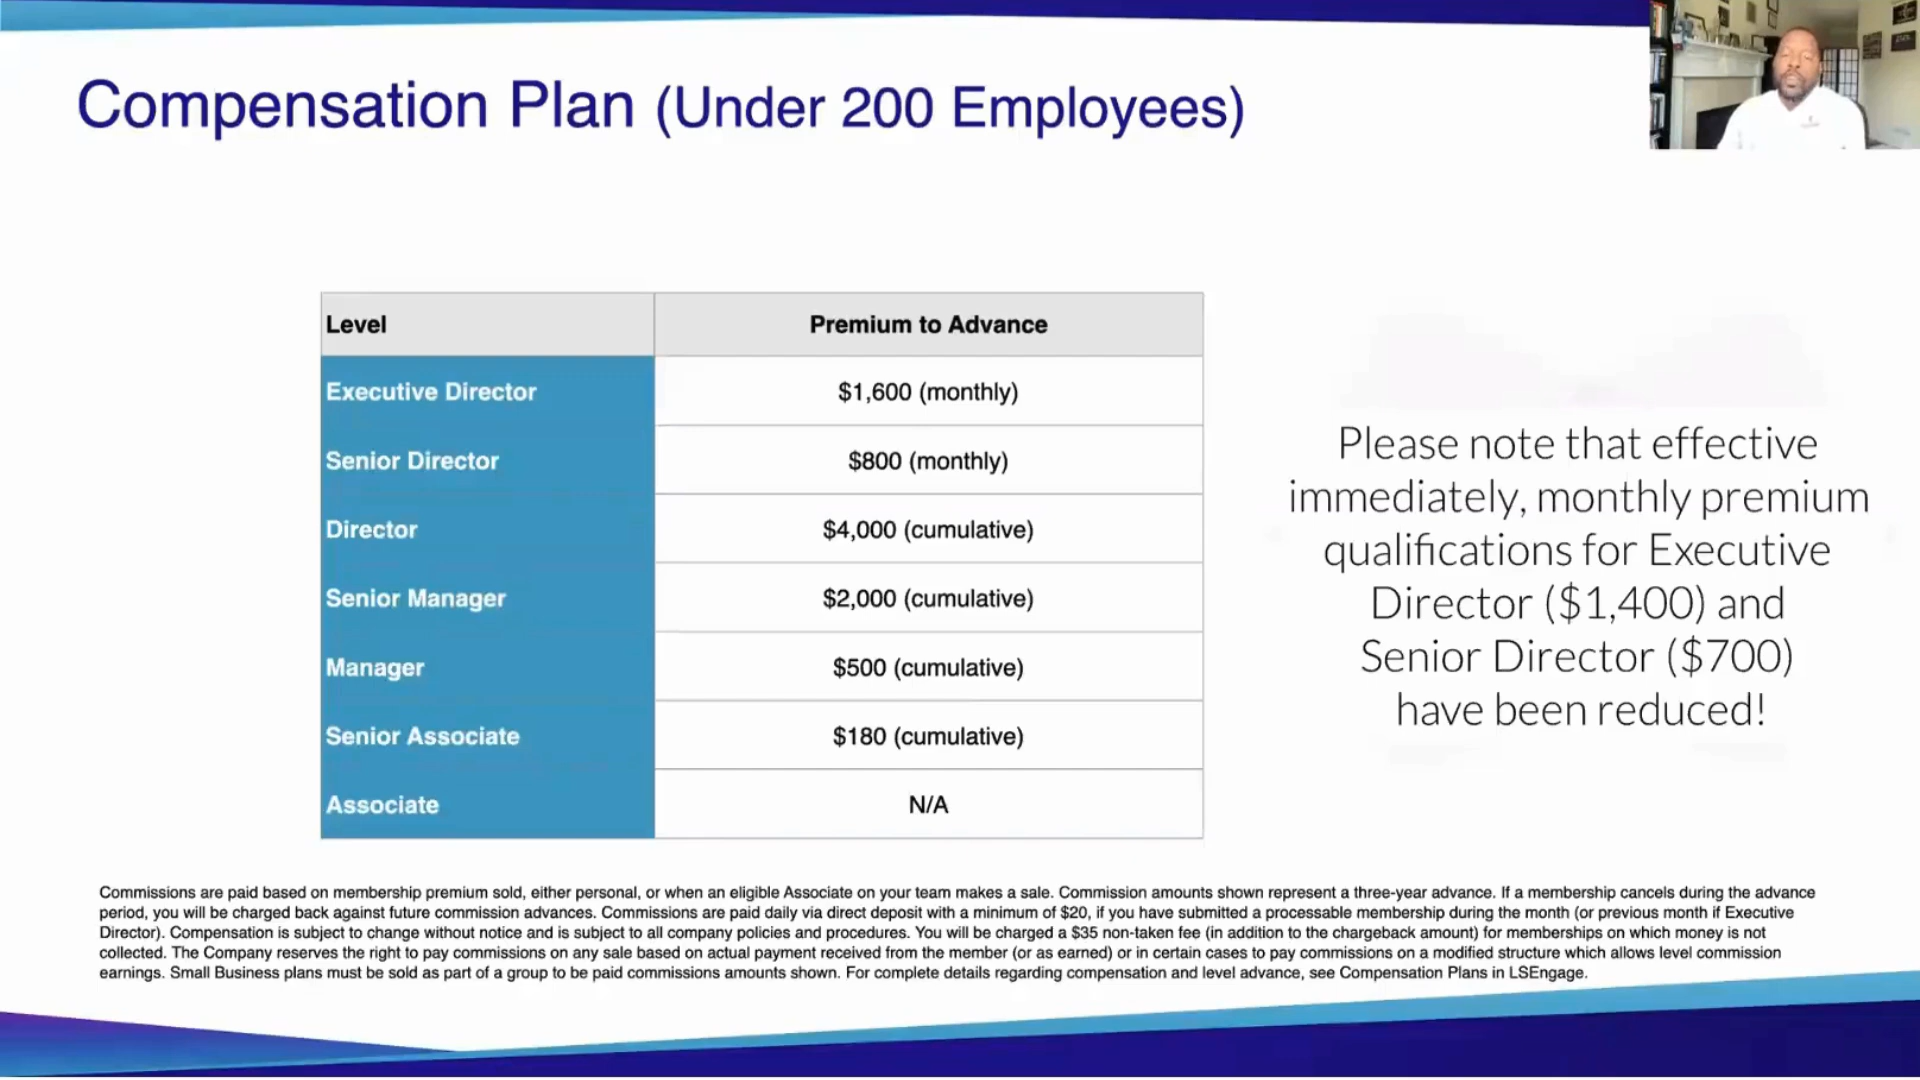 Compensation Plan (Under 200 Employees)
Level Premium to Advance
Executive Director $1,600 (monthly)
Senior Director $800 (monthly)
Director $4,000 (cumulative)
Senior Manager $2,000 (cumulative)
Manager $500 (cumulative)
Senior Associate $180 (cumulative)
Associate N/A
Please note that effective
immediately, monthly premium
qualifications for Executive
Director ($1,400) and
Senior Director ($700)
have been reduced!
Commissions are paid based on membership premium sold, either personal, or when an eligible Associate on your team makes a sale. Commission amounts shown represent a three-year advance. If a membership cancels during the advance
period, you will be charged back against future commission advances. Commissions are paid daily via direct deposit with a minimum of $20, if you have submitted a processable membership during the month (or previous month if Executive
Director). Compensation is subject to change without notice and is subject to all company policies and procedures. You will be charged a $35 non-taken fee (in addition to the chargeback amount) for memberships on which money is not
collected. The Company reserves the right to pay commissions on any sale based on actual payment received from the member (or as earned) or in certain cases to pay commissions on a modified structure which allows level commission
earnings. Small Business plans must be sold as part of a group to be paid commissions amounts shown. For complete details regarding compensation and level advance, see Compensation Plans in LSEngage.